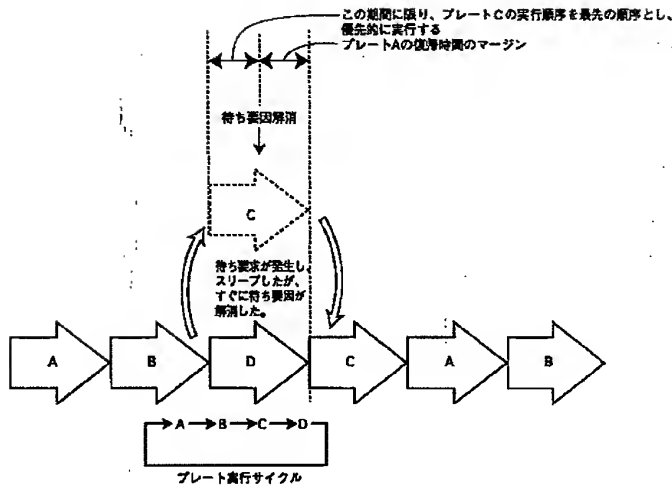 この期間に限り、プレートCの実行順序を最先の順序とし、
優先的に実行する
プレートAの復帰時間のマージン
待ち要因解消
C
待ち要求が発生し、
スリープしたが、
すぐに待ち要因が
解消した。
A
B
D
C
A
B
A
B
C
D
プレート実行サイクル